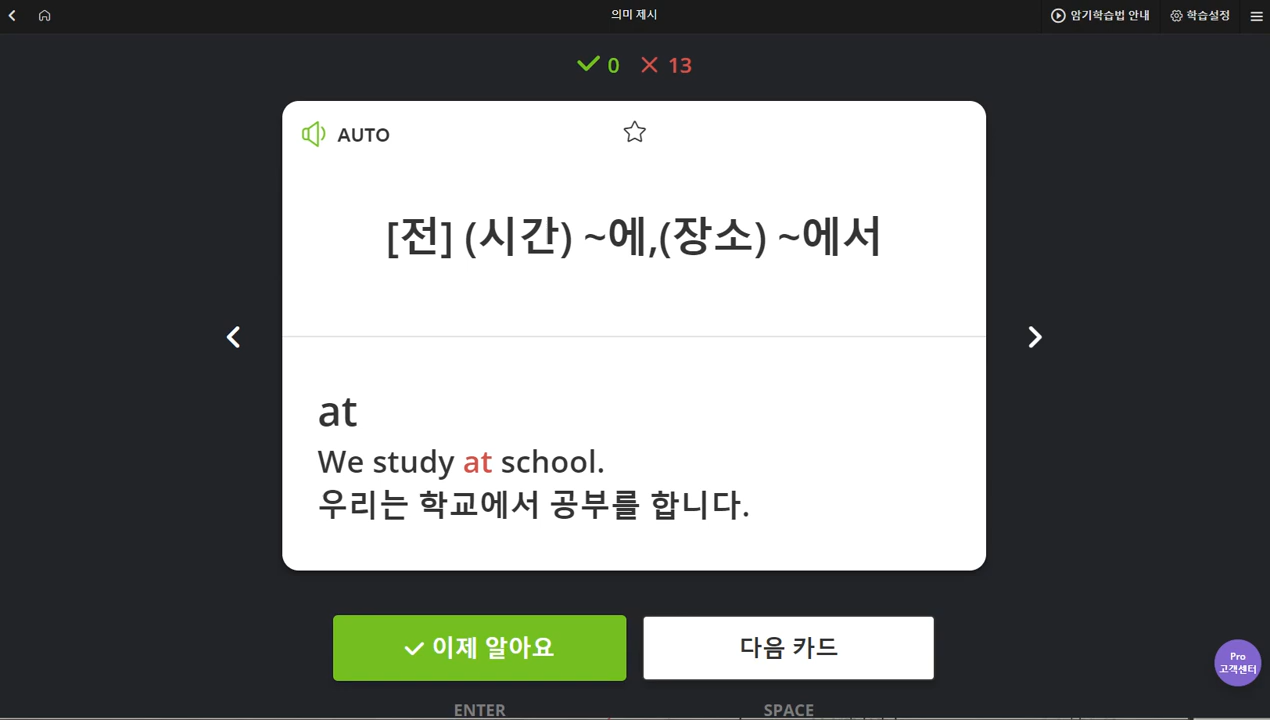 의미 제시
암기학습법 안내
학습설정
0
13
AUTO
[전] (시간) ~에,(장소) ~에서
at
We study at school.
우리는 학교에서 공부를 합니다.
이제 알아요
다음 카드
Pro
고객센터
ENTER
SPACE